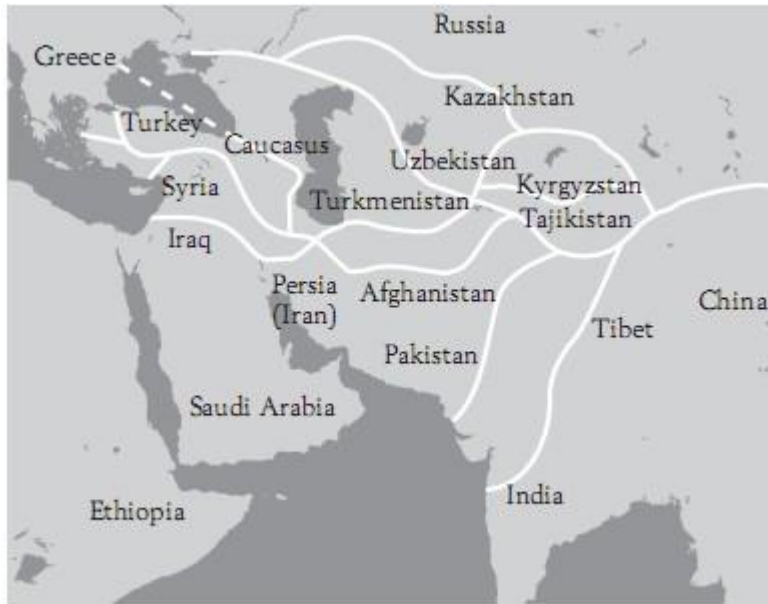 Russia
Greece
Kazakhstan
Turkey
Caucasus
Uzbekistan
Syria
Kyrgyzstan
Turkmenistan
Tajikistan
Iraq
Persia
(Iran)
Afghanistan
China
Tibet
Pakistan
Saudi Arabia
India
Ethiopia